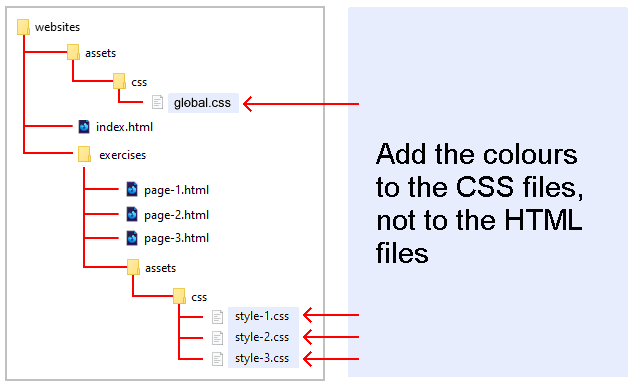 websites
assets
css
global.css
index.html
exercises
page-1.html
page-2.html
page-3.html
assets
css
style-1.css
style-2.css
style-3.css
Add the colours
to the CSS files,
not to the HTML
files